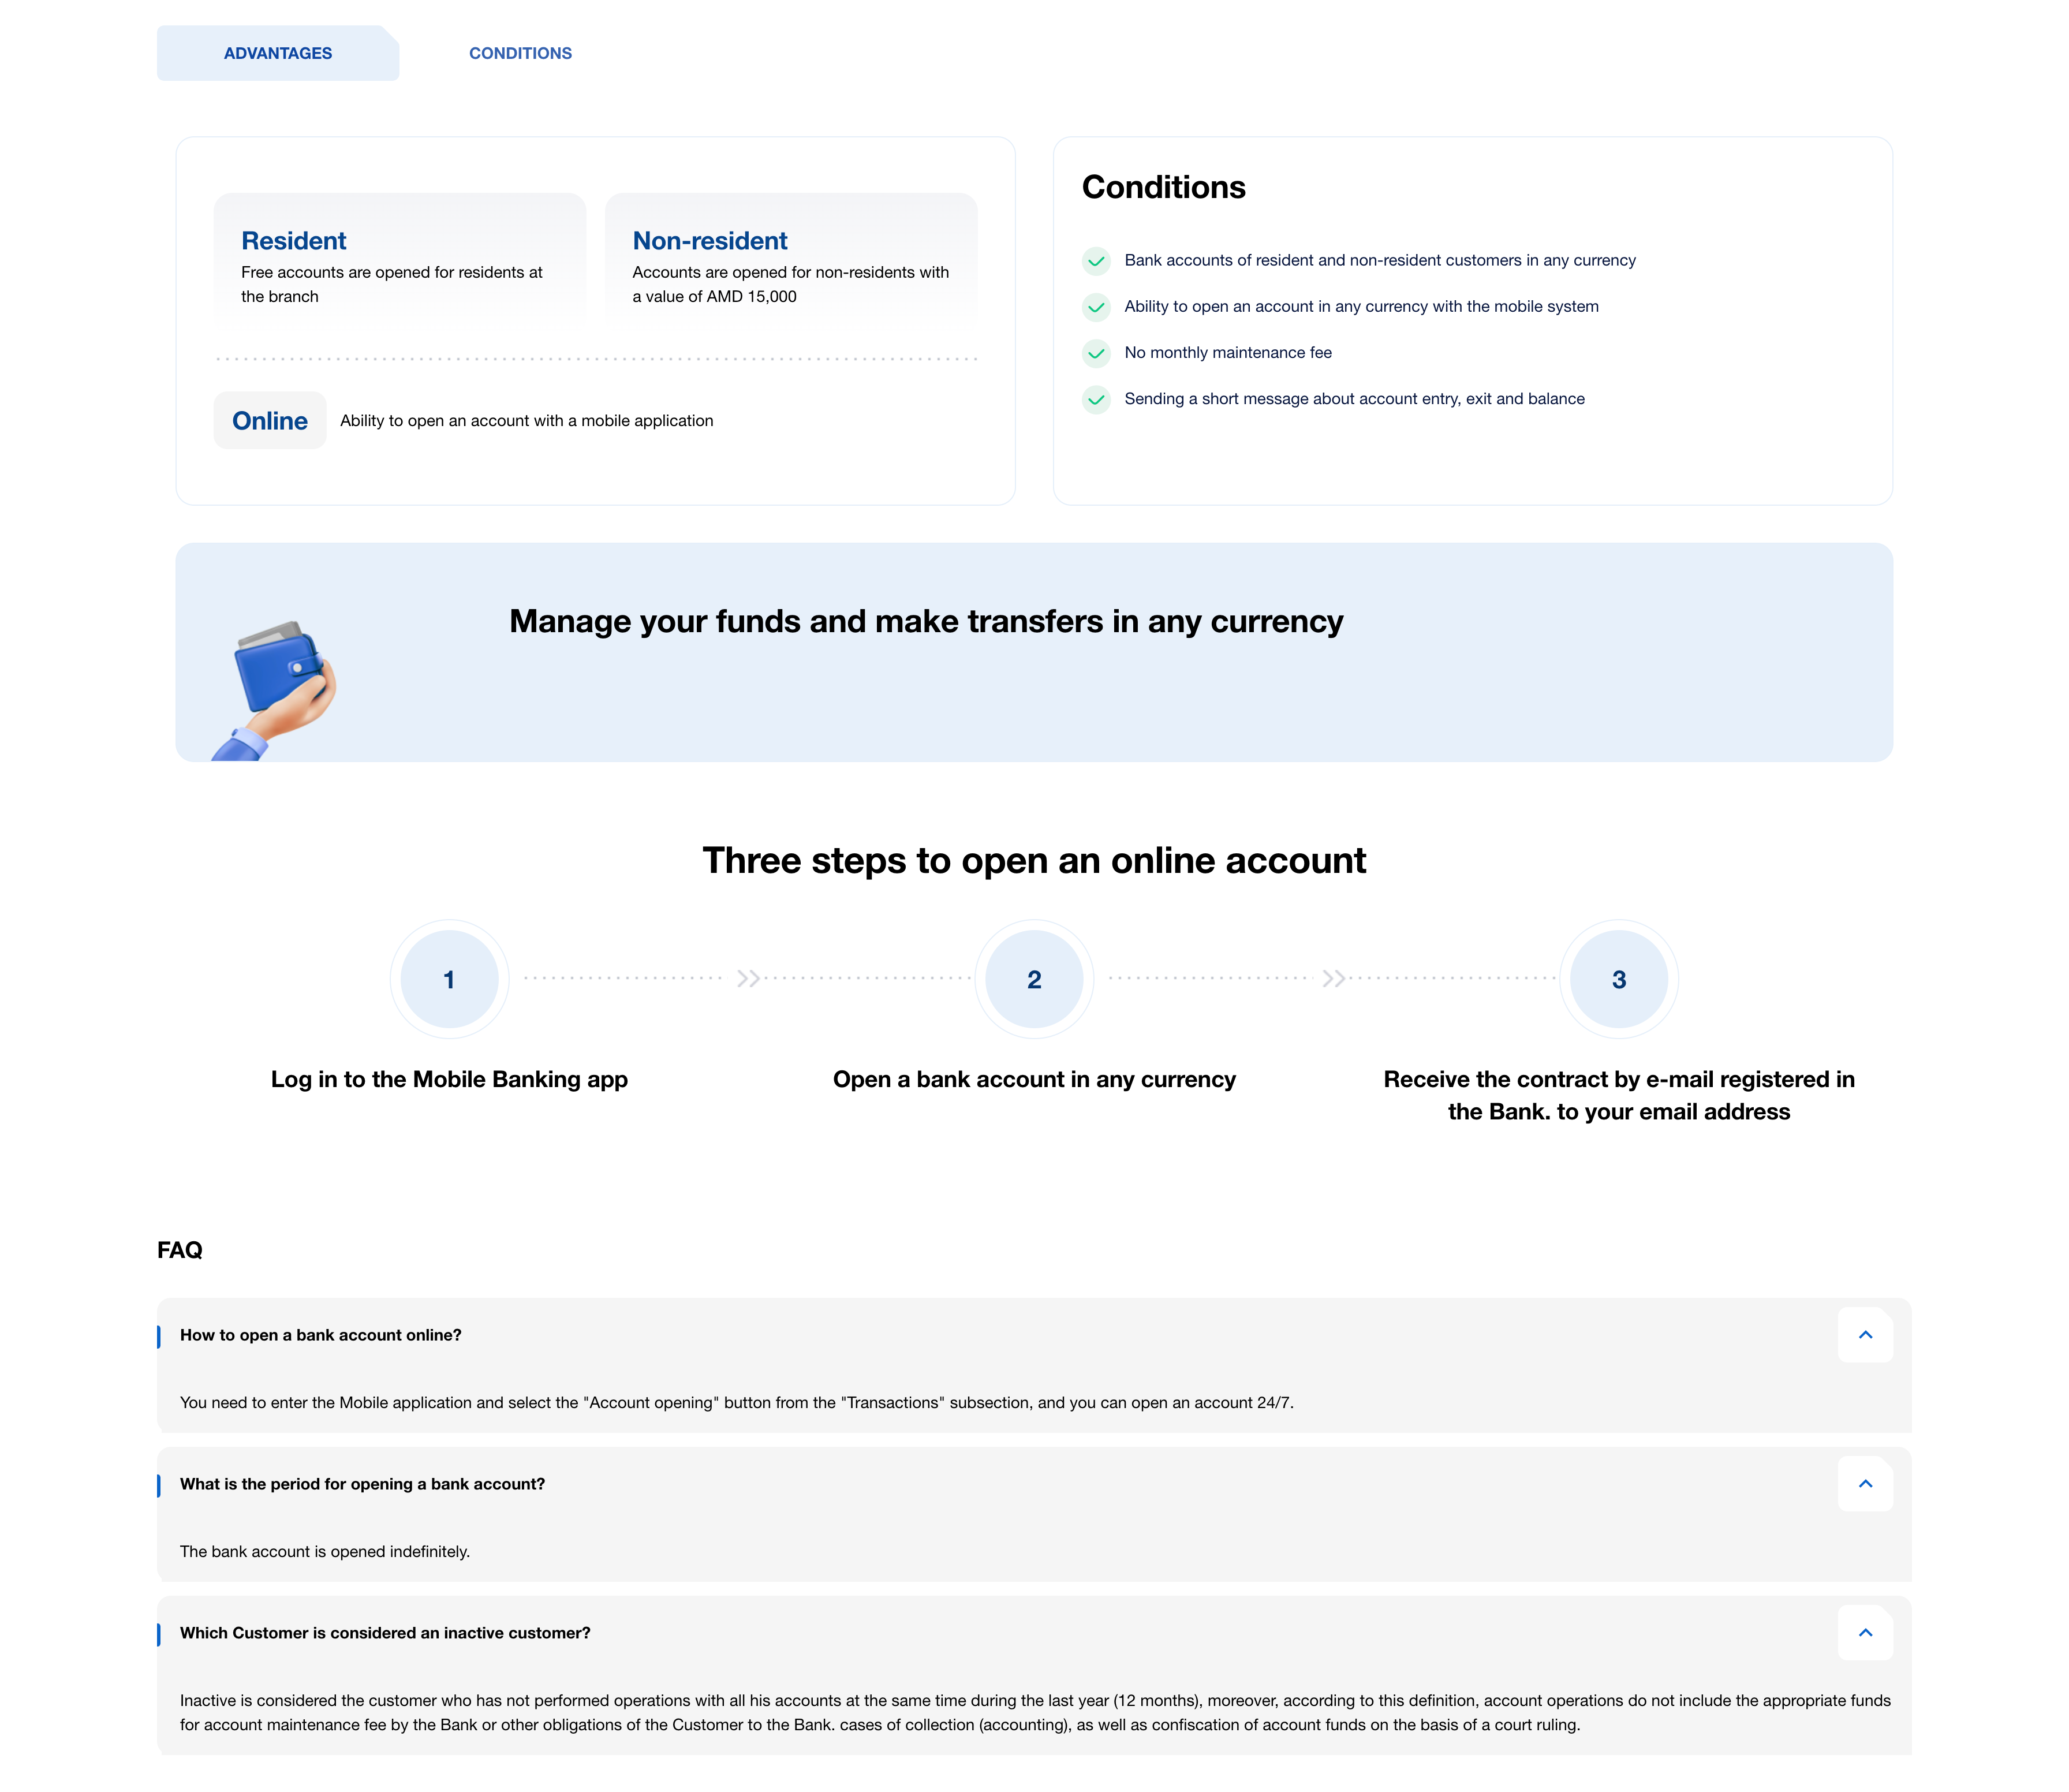 ADVANTAGES
CONDITIONS
Resident
Free accounts are opened for residents at
the branch
Non-resident
Accounts are opened for non-residents with
a value of AMD 15,000
Online
Ability to open an account with a mobile application
Conditions
Bank accounts of resident and non-resident customers in any currency
Ability to open an account in any currency with the mobile system
No monthly maintenance fee
Sending a short message about account entry, exit and balance
Manage your funds and make transfers in any currency
Three steps to open an online account
1
2
3
Log in to the Mobile Banking app
Open a bank account in any currency
Receive the contract by e-mail registered in
the Bank. to your email address
FAQ
How to open a bank account online?
You need to enter the Mobile application and select the "Account opening" button from the "Transactions" subsection, and you can open an account 24/7.
What is the period for opening a bank account?
The bank account is opened indefinitely.
Which Customer is considered an inactive customer?
Inactive is considered the customer who has not performed operations with all his accounts at the same time during the last year (12 months), moreover, according to this definition, account operations do not include the appropriate funds
for account maintenance fee by the Bank or other obligations of the Customer to the Bank. cases of collection (accounting), as well as confiscation of account funds on the basis of a court ruling.